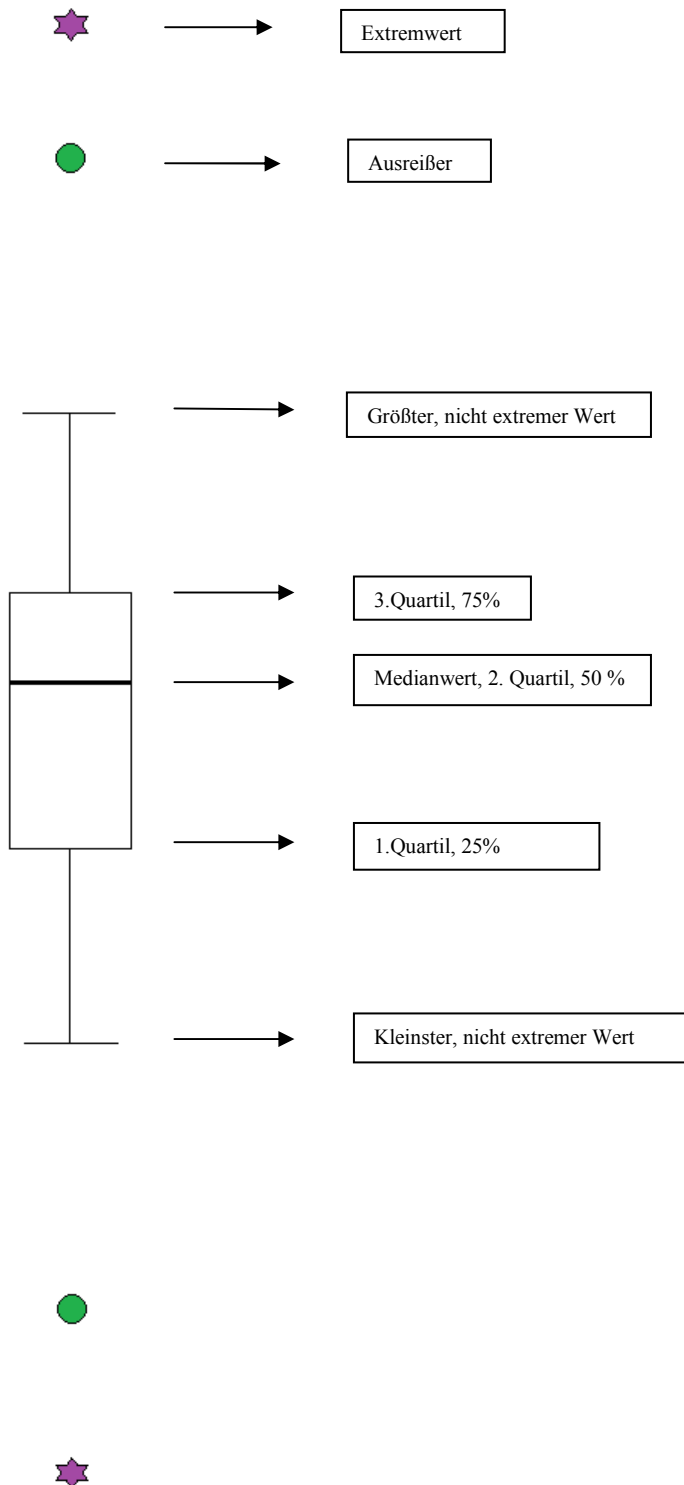 Extremwert
Ausreißer
Größter, nicht extremer Wert
3.Quartil, 75%
Medianwert, 2. Quartil, 50 %
1.Quartil, 25%
Kleinster, nicht extremer Wert